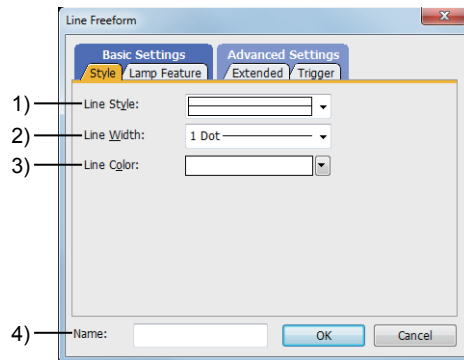 Line Freeform
Basic Settings Advanced Settings
Style Lamp Feature Extended Trigger
1) Line Style:
2) Line Width: 1 Dot
3) Line Color:
4) Name: OK Cancel